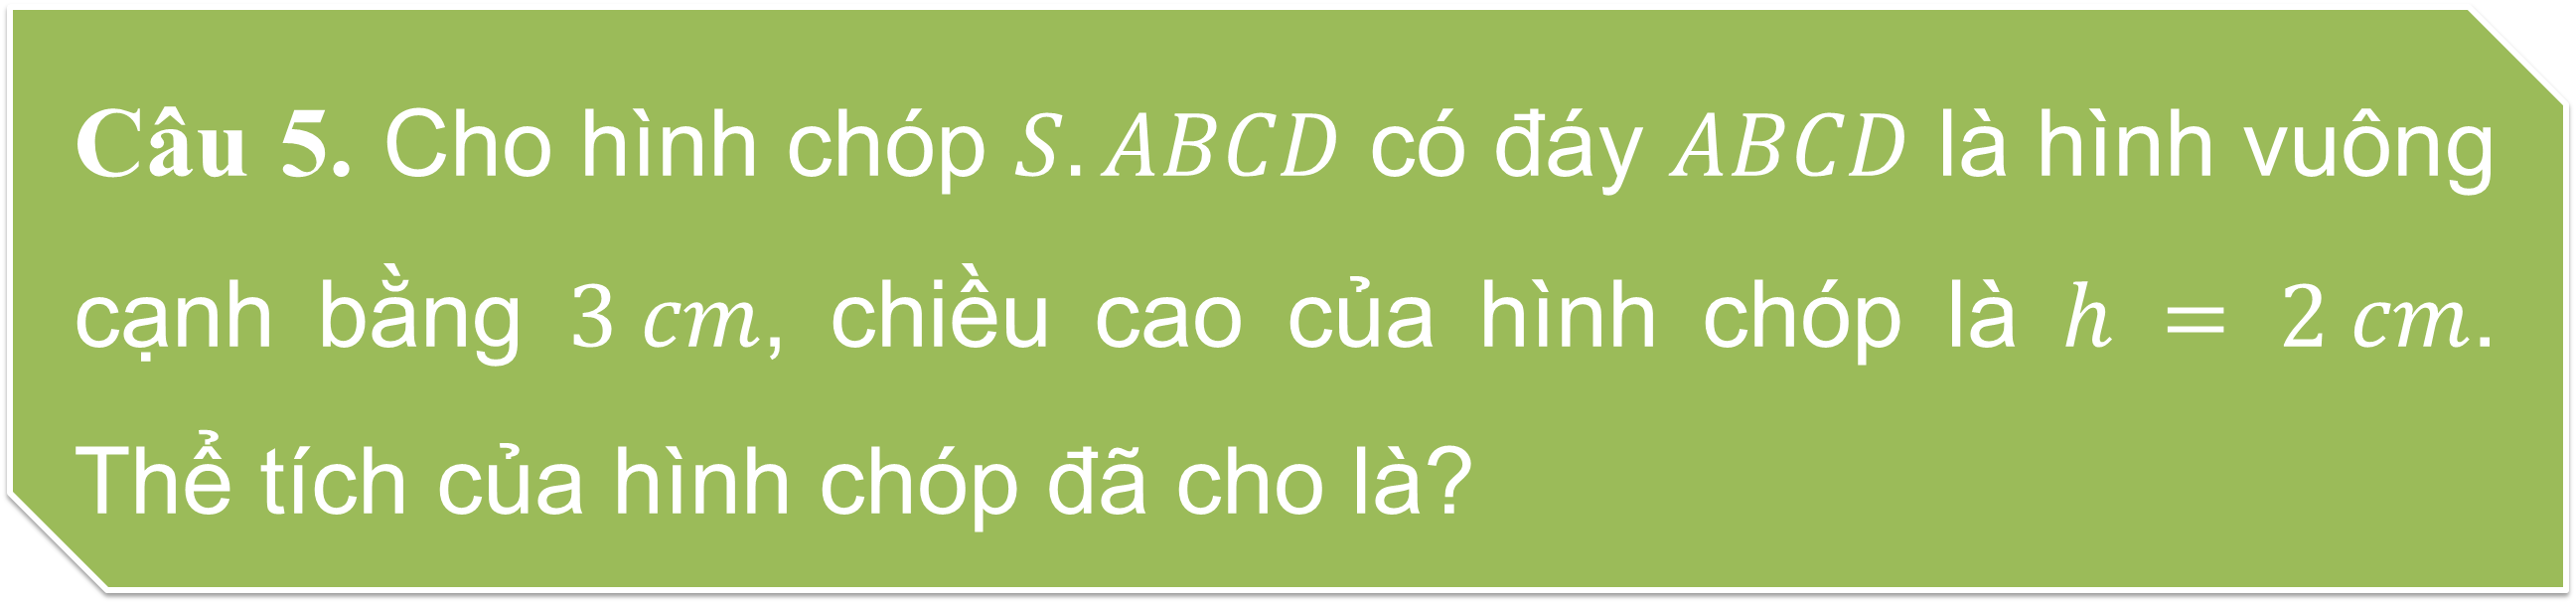 Câu 5. Cho hình chóp S.ABCD có đáy ABCD là hình vuông
cạnh bằng 3 cm, chiều cao của hình chóp là h = 2 cm.
Thể tích của hình chóp đã cho là?